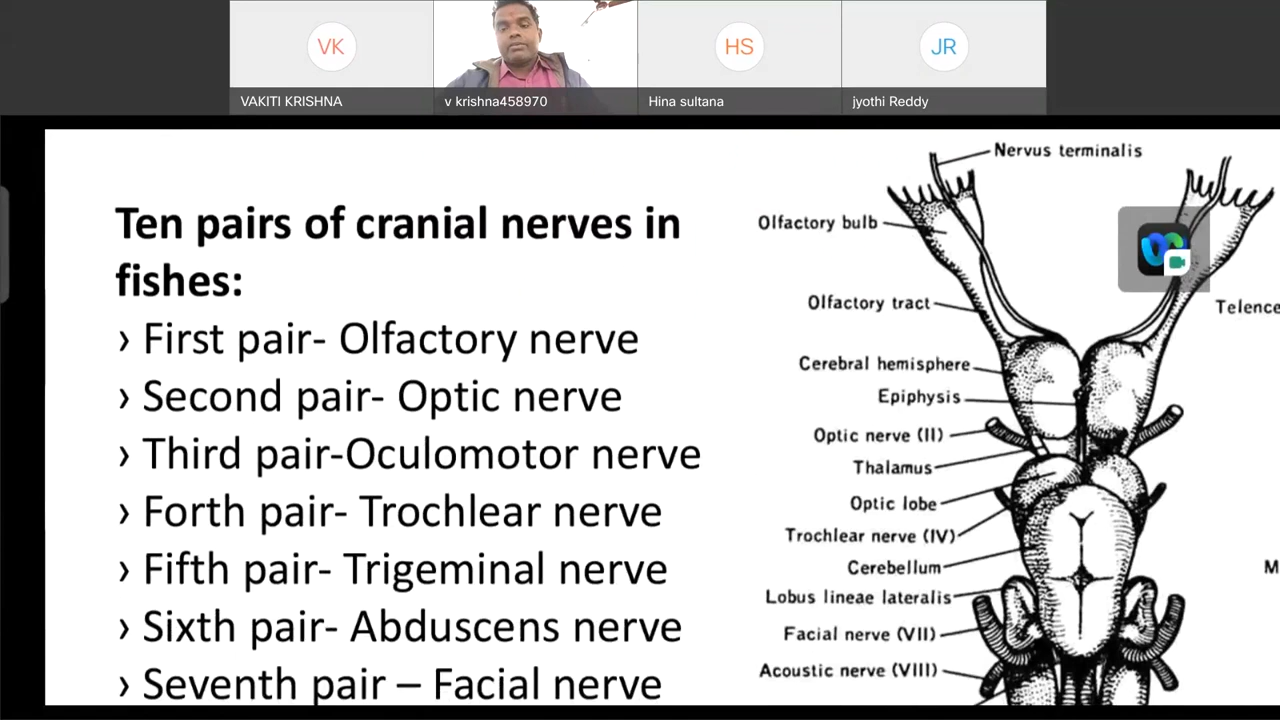 VK
HS
JR
VAKITI KRISHNA
v krishna458970
Hina sultana
jyothi Reddy
Ten pairs of cranial nerves in
fishes:
› First pair- Olfactory nerve
› Second pair- Optic nerve
› Third pair-Oculomotor nerve
› Forth pair- Trochlear nerve
› Fifth pair- Trigeminal nerve
› Sixth pair- Abduscens nerve
› Seventh pair – Facial nerve
Nervus terminalis
Olfactory bulb
Olfactory tract
Telence
Cerebral hemisphere
Epiphysis
Optic nerve (II)
Thalamus
Optic lobe
Trochlear nerve (IV)
Cerebellum
M
Lobus lineae lateralis
Facial nerve (VII)
Acoustic nerve (VIII)